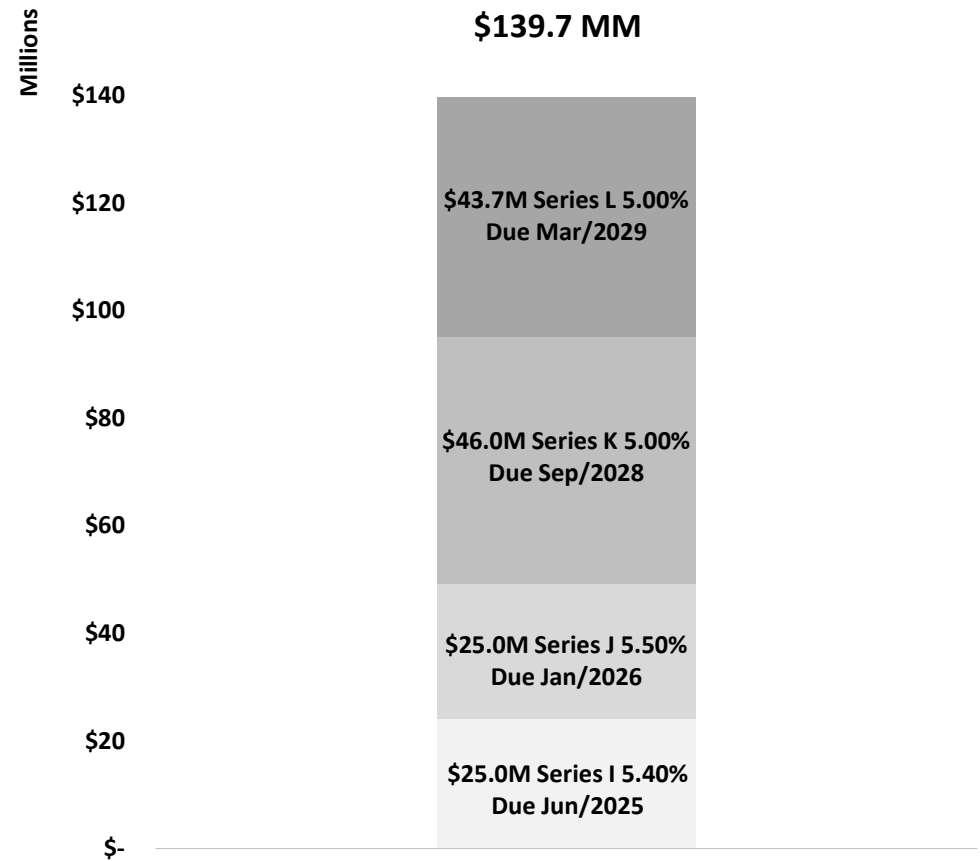 $139.7 MM
Millions
$140
$43.7M Series L 5.00%
Due Mar/2029
$120
$100
$80
$46.0M Series K 5.00%
Due Sep/2028
$60
$40
$25.0M Series J 5.50%
Due Jan/2026
$20
$25.0M Series I 5.40%
Due Jun/2025
$-